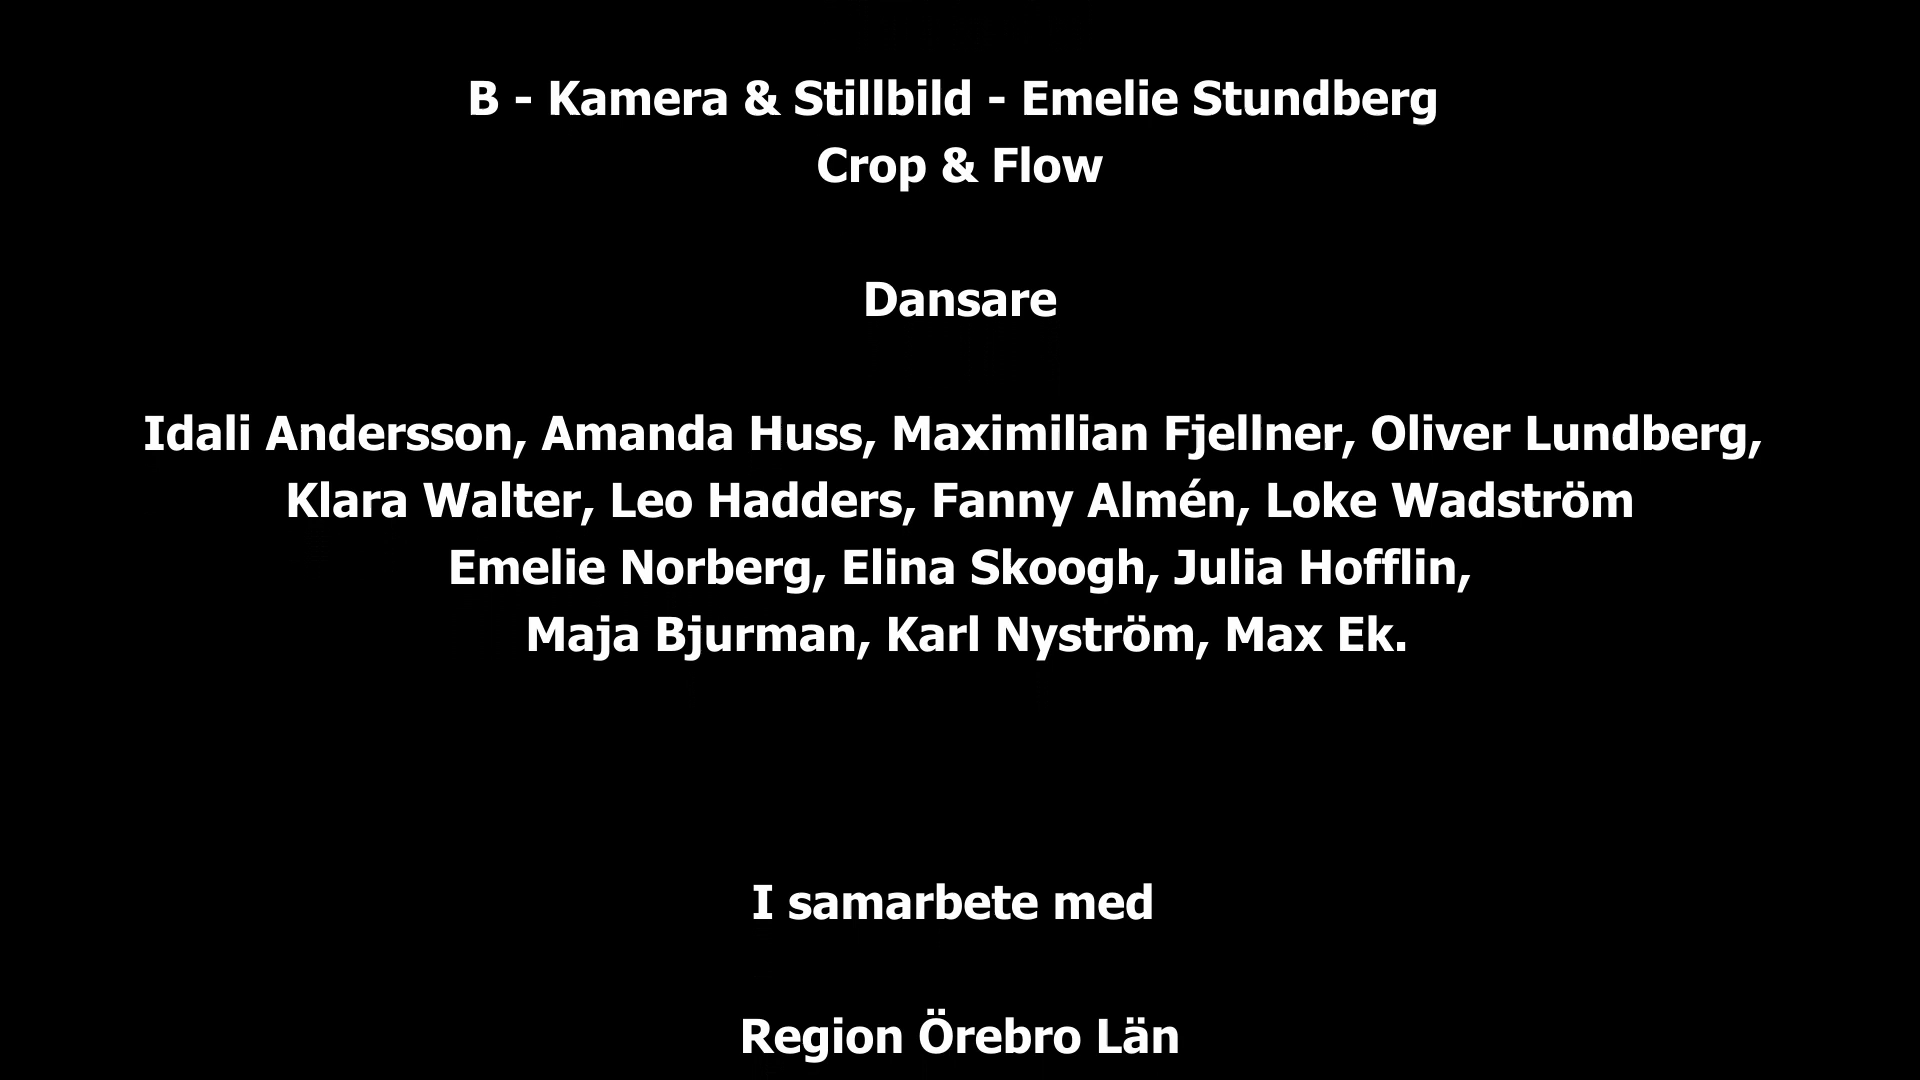 B - Kamera & Stillbild - Emelie Stundberg
Crop & Flow
Dansare
Idali Andersson, Amanda Huss, Maximilian Fjellner, Oliver Lundberg,
Klara Walter, Leo Hadders, Fanny Almén, Loke Wadström
Emelie Norberg, Elina Skoogh, Julia Hofflin,
Maja Bjurman, Karl Nyström, Max Ek.
I samarbete med
Region Örebro Län